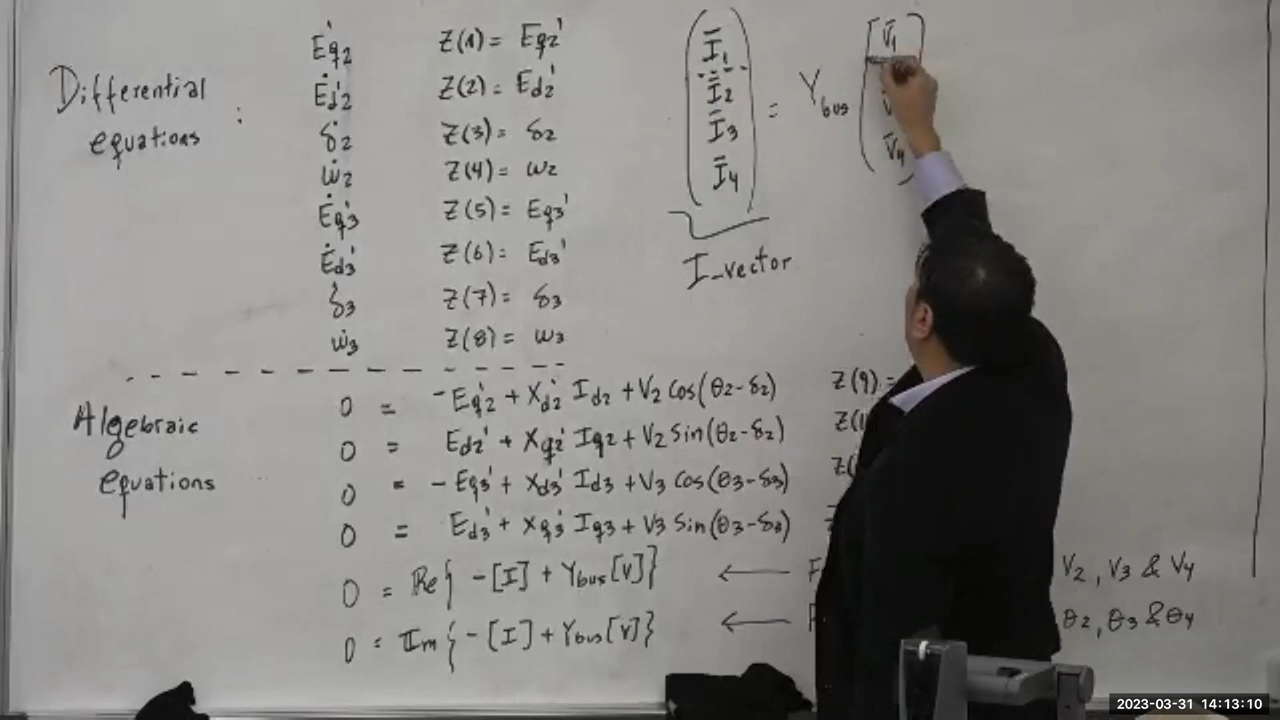 Differential equations :
Ėq2'
Ėd2'
δ̇2
ω̇2
Ėq3'
Ėd3'
δ̇3
ω̇3
Z(1) = Eq2'
Z(2) = Ed2'
Z(3) = δ2
Z(4) = ω2
Z(5) = Eq3'
Z(6) = Ed3'
Z(7) = δ3
Z(8) = ω3
Ī1
Ī2
Ī3
Ī4
I_vector
= Ybus
V̄1
V̄4
Algebraic equations
0 = -Eq2' + Xd2' Id2 + V2 Cos(θ2-δ2)
0 = Ed2' + Xq2' Iq2 + V2 Sin(θ2-δ2)
0 = -Eq3' + Xd3' Id3 + V3 Cos(θ3-δ3)
0 = Ed3' + Xq3' Iq3 + V3 Sin(θ3-δ3)
0 = Re{ -[I] + Ybus[V]} ←
0 = Im{ -[I] + Ybus[V]} ←
Z(9) =
V2, V3 & V4
θ2, θ3 & θ4
2023-03-31 14:13:10